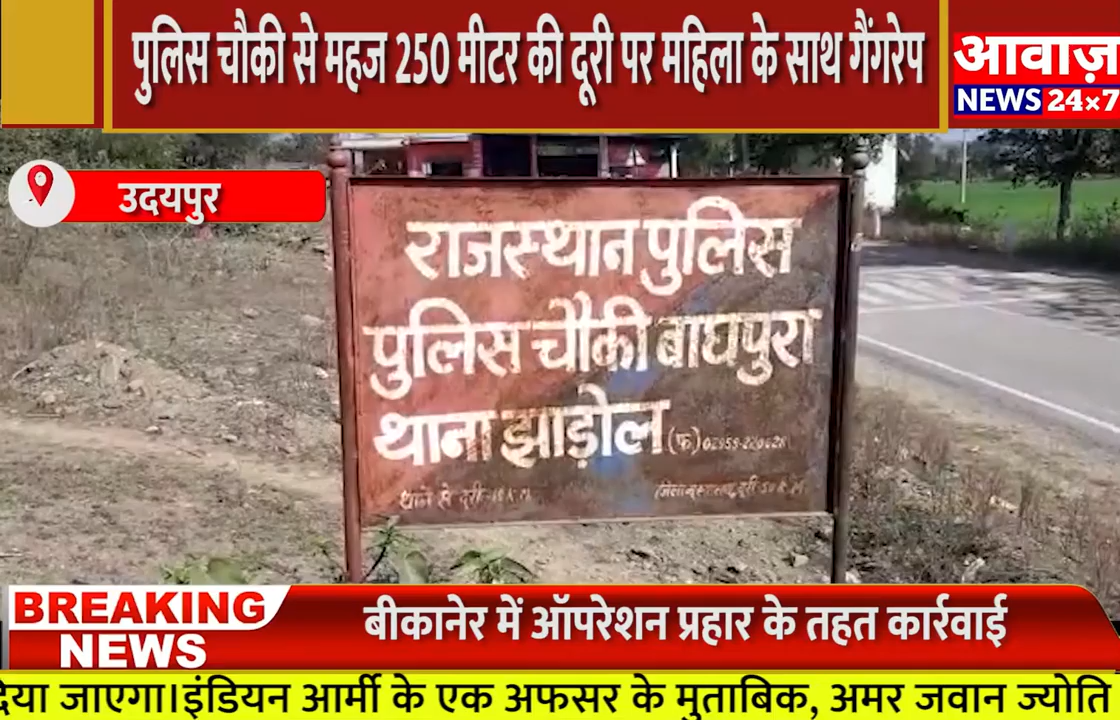 पुलिस चौकी से महज 250 मीटर की दूरी पर महिला के साथ गैंगरेप
आवाज़
NEWS 24×7
उदयपुर
राजस्थान पुलिस
पुलिस चौकी बाघपुरा
थाना झाड़ोल (फ)
थाने से दूरी
BREAKING
NEWS
बीकानेर में ऑपरेशन प्रहार के तहत कार्रवाई
दिया जाएगा।इंडियन आर्मी के एक अफसर के मुताबिक, अमर जवान ज्योति